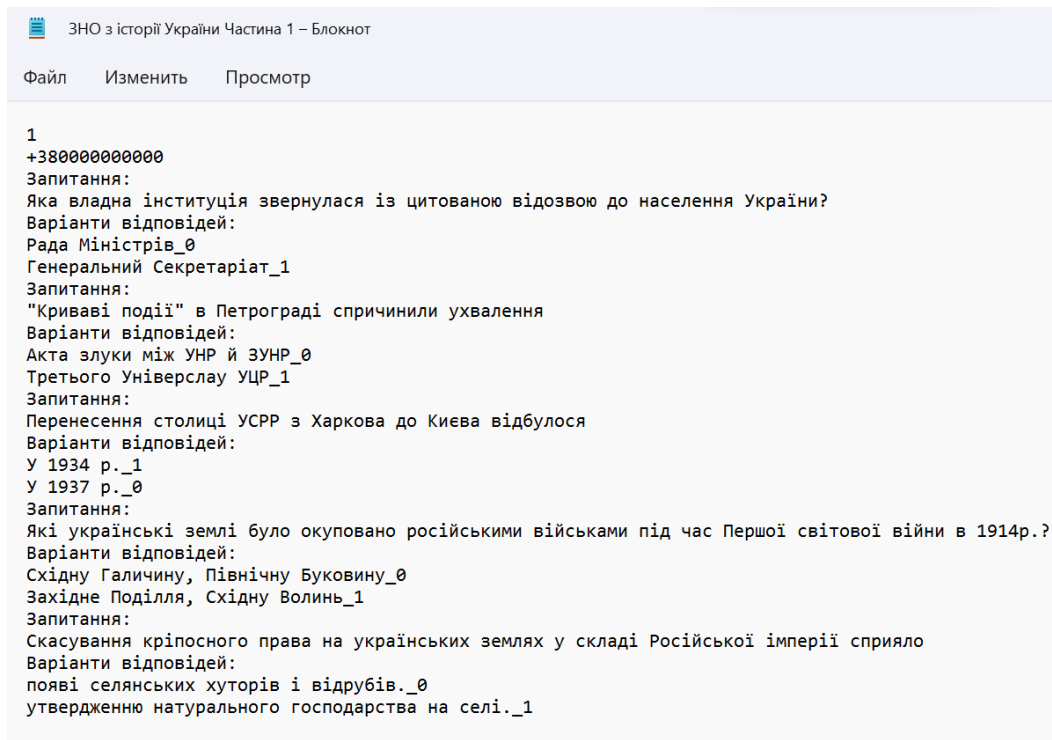 ЗНО з історії України Частина 1 – Блокнот
Файл Изменить Просмотр
1
+380000000000
Запитання:
Яка владна інституція звернулася із цитованою відозвою до населення України?
Варіанти відповідей:
Рада Міністрів_0
Генеральний Секретаріат_1
Запитання:
"Криваві події" в Петрограді спричинили ухвалення
Варіанти відповідей:
Акта злуки між УНР й ЗУНР_0
Третього Універслау УЦР_1
Запитання:
Перенесення столиці УСРР з Харкова до Києва відбулося
Варіанти відповідей:
У 1934 р._1
У 1937 р._0
Запитання:
Які українські землі було окуповано російськими військами під час Першої світової війни в 1914р.?
Варіанти відповідей:
Східну Галичину, Північну Буковину_0
Західне Поділля, Східну Волинь_1
Запитання:
Скасування кріпосного права на українських землях у складі Російської імперії сприяло
Варіанти відповідей:
появі селянських хуторів і відрубів._0
утвердженню натурального господарства на селі._1